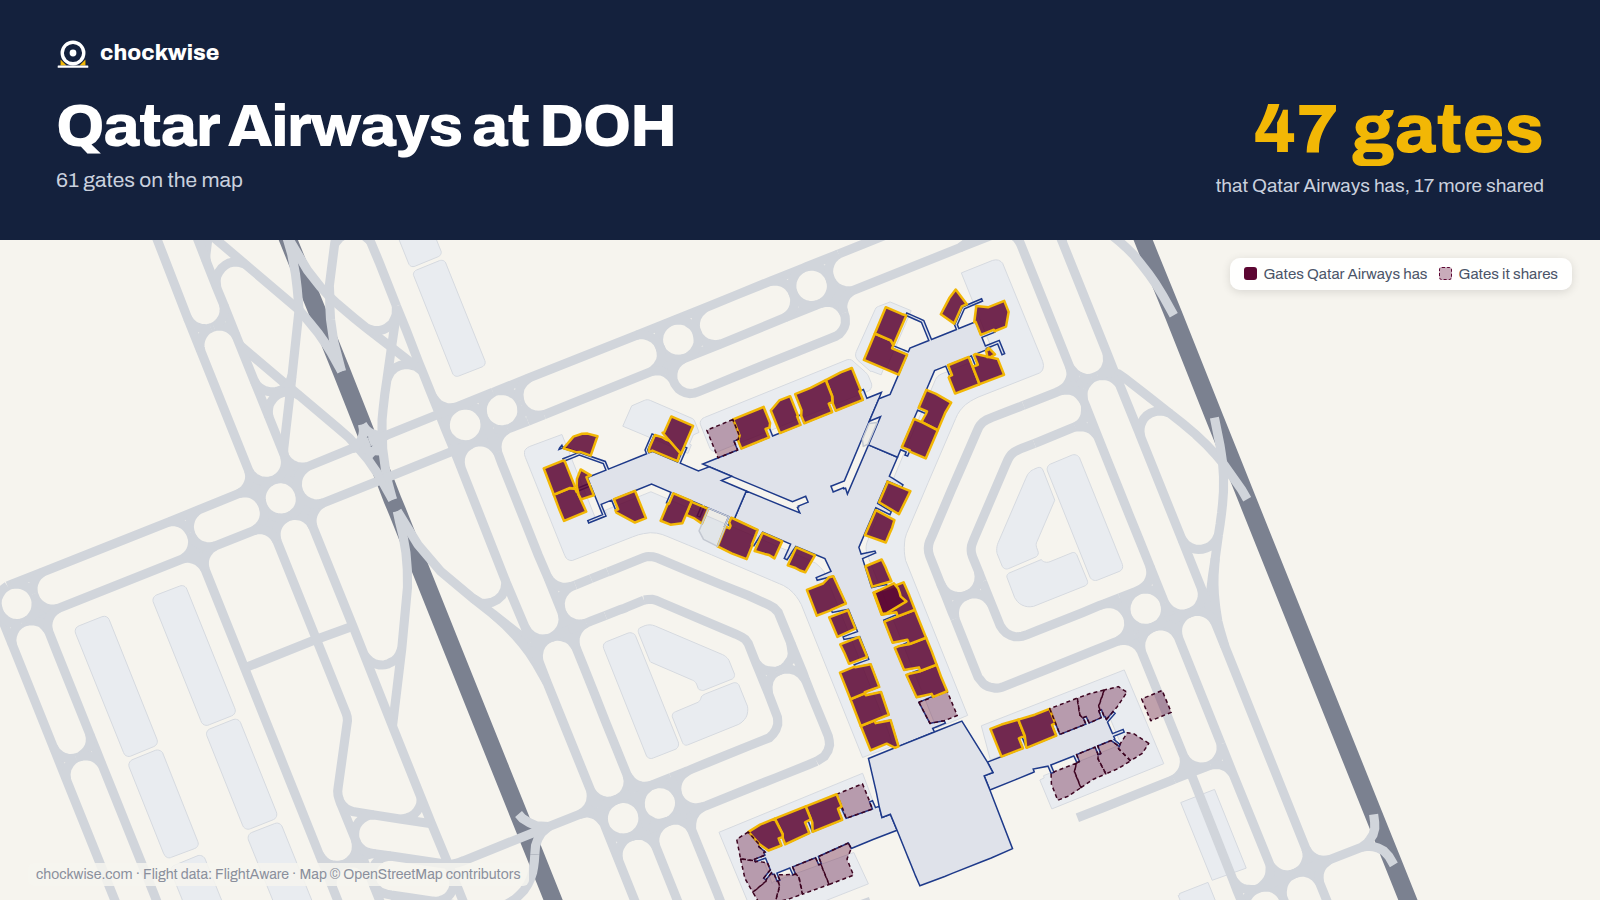 chockwise
Qatar Airways at DOH
61 gates on the map
47 gates
that Qatar Airways has, 17 more shared
Gates Qatar Airways has
Gates it shares
chockwise.com · Flight data: FlightAware · Map © OpenStreetMap contributors